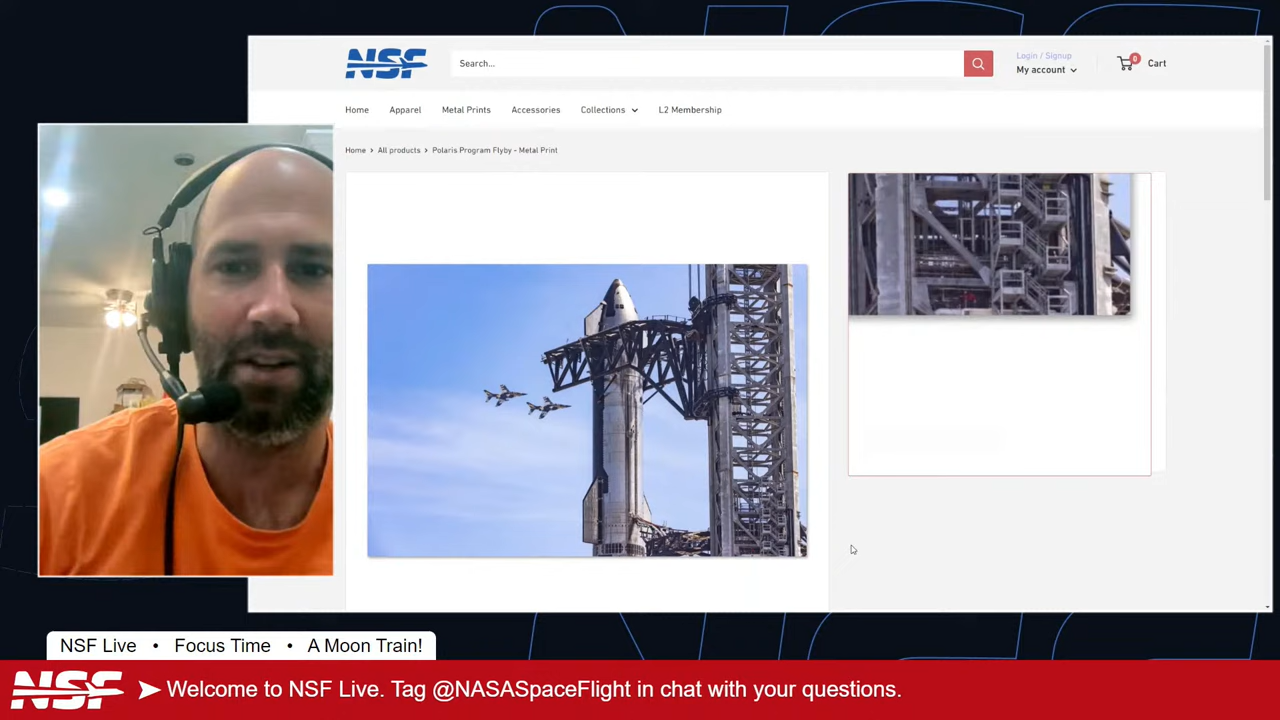 NSF
Search...
Login / Signup
My account
0
Cart
Home
Apparel
Metal Prints
Accessories
Collections
L2 Membership
Home > All products > Polaris Program Flyby - Metal Print
NSF Live • Focus Time • A Moon Train!
NSF
Welcome to NSF Live. Tag @NASASpaceFlight in chat with your questions.